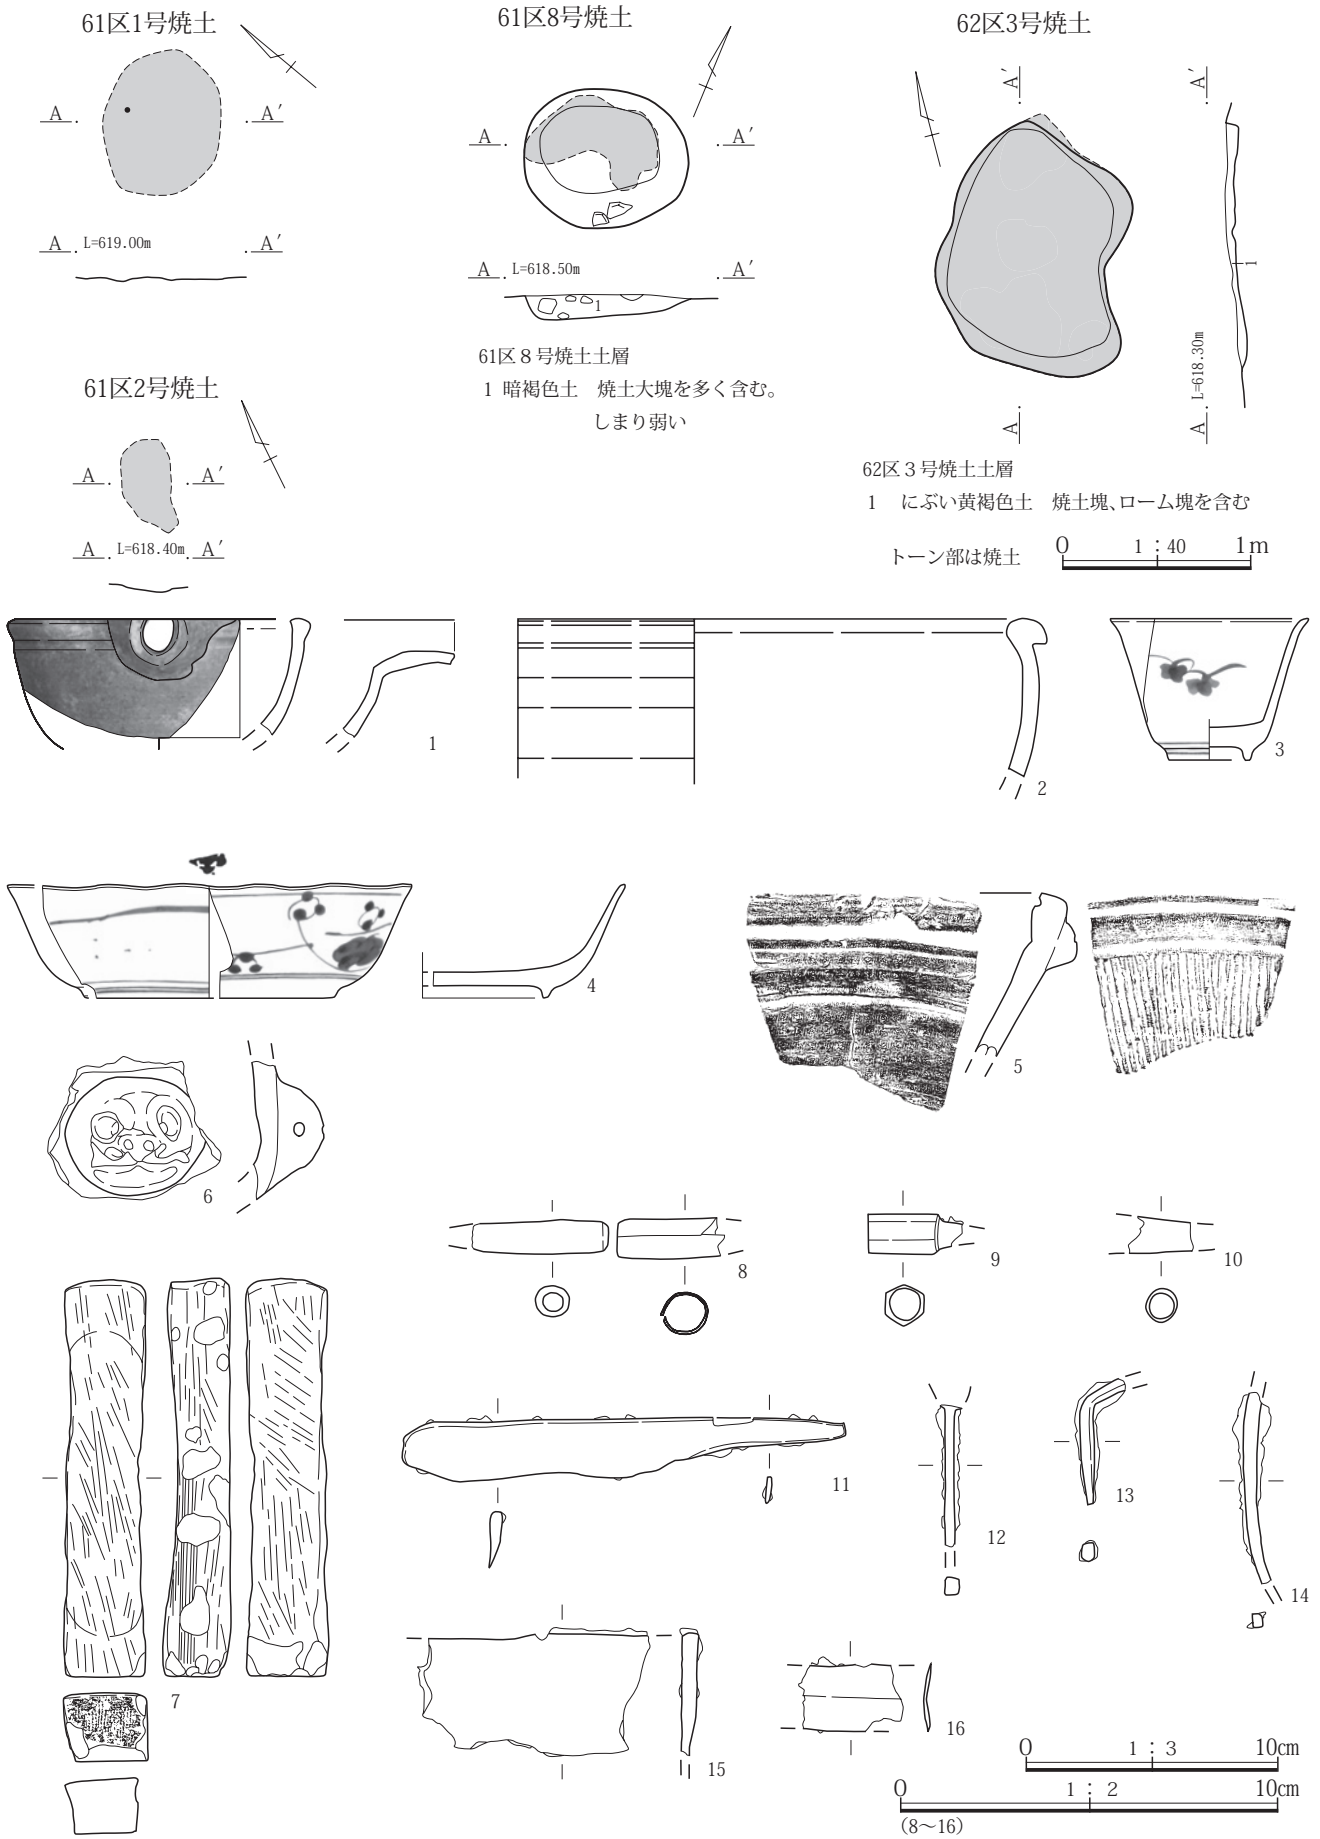 61区1号焼土
A A′
A L=619.00m A′
61区2号焼土
A A′
A L=618.40m A′
61区8号焼土
A A′
A L=618.50m A′
1
61区８号焼土土層
1 暗褐色土　焼土大塊を多く含む。
しまり弱い
62区3号焼土
A′
A′
1
A
A L=618.30m
62区３号焼土土層
1　にぶい黄褐色土　焼土塊、ローム塊を含む
トーン部は焼土
0 1：40 1m
1
2
3
4
5
6
7
8
9
10
11
12
13
14
15
16
0 1：3 10cm
0 1：2 10cm
(8〜16)